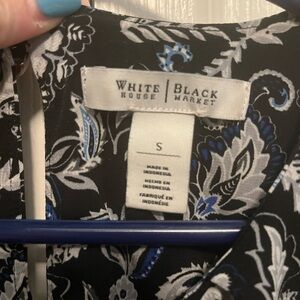 WHITE | BLACK
HOUSE | MARKET
S
MADE IN
INDONESIA
HECHO EN
INDONESIA
FABRIQUÉ EN
INDONÉSIE